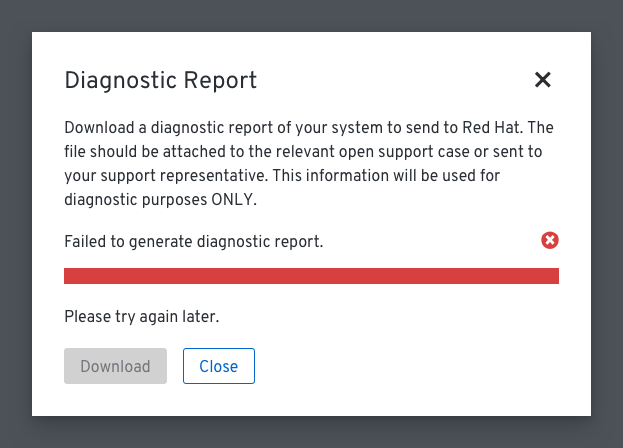 Diagnostic Report
Download a diagnostic report of your system to send to Red Hat. The
file should be attached to the relevant open support case or sent to
your support representative. This information will be used for
diagnostic purposes ONLY.
Failed to generate diagnostic report.
Please try again later.
Download
Close